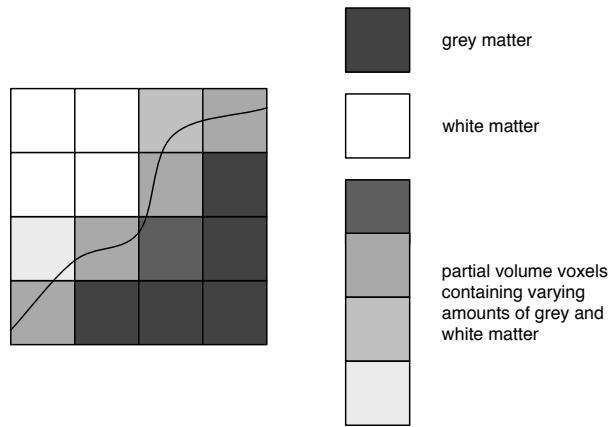 grey matter
white matter
partial volume voxels
containing varying
amounts of grey and
white matter